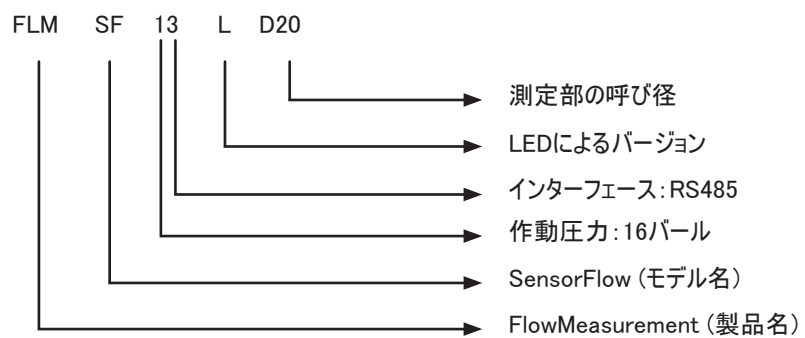 FLM SF 13 L D20
測定部の呼び径
LEDによるバージョン
インターフェース:RS485
作動圧力:16バール
SensorFlow (モデル名)
FlowMeasurement (製品名)